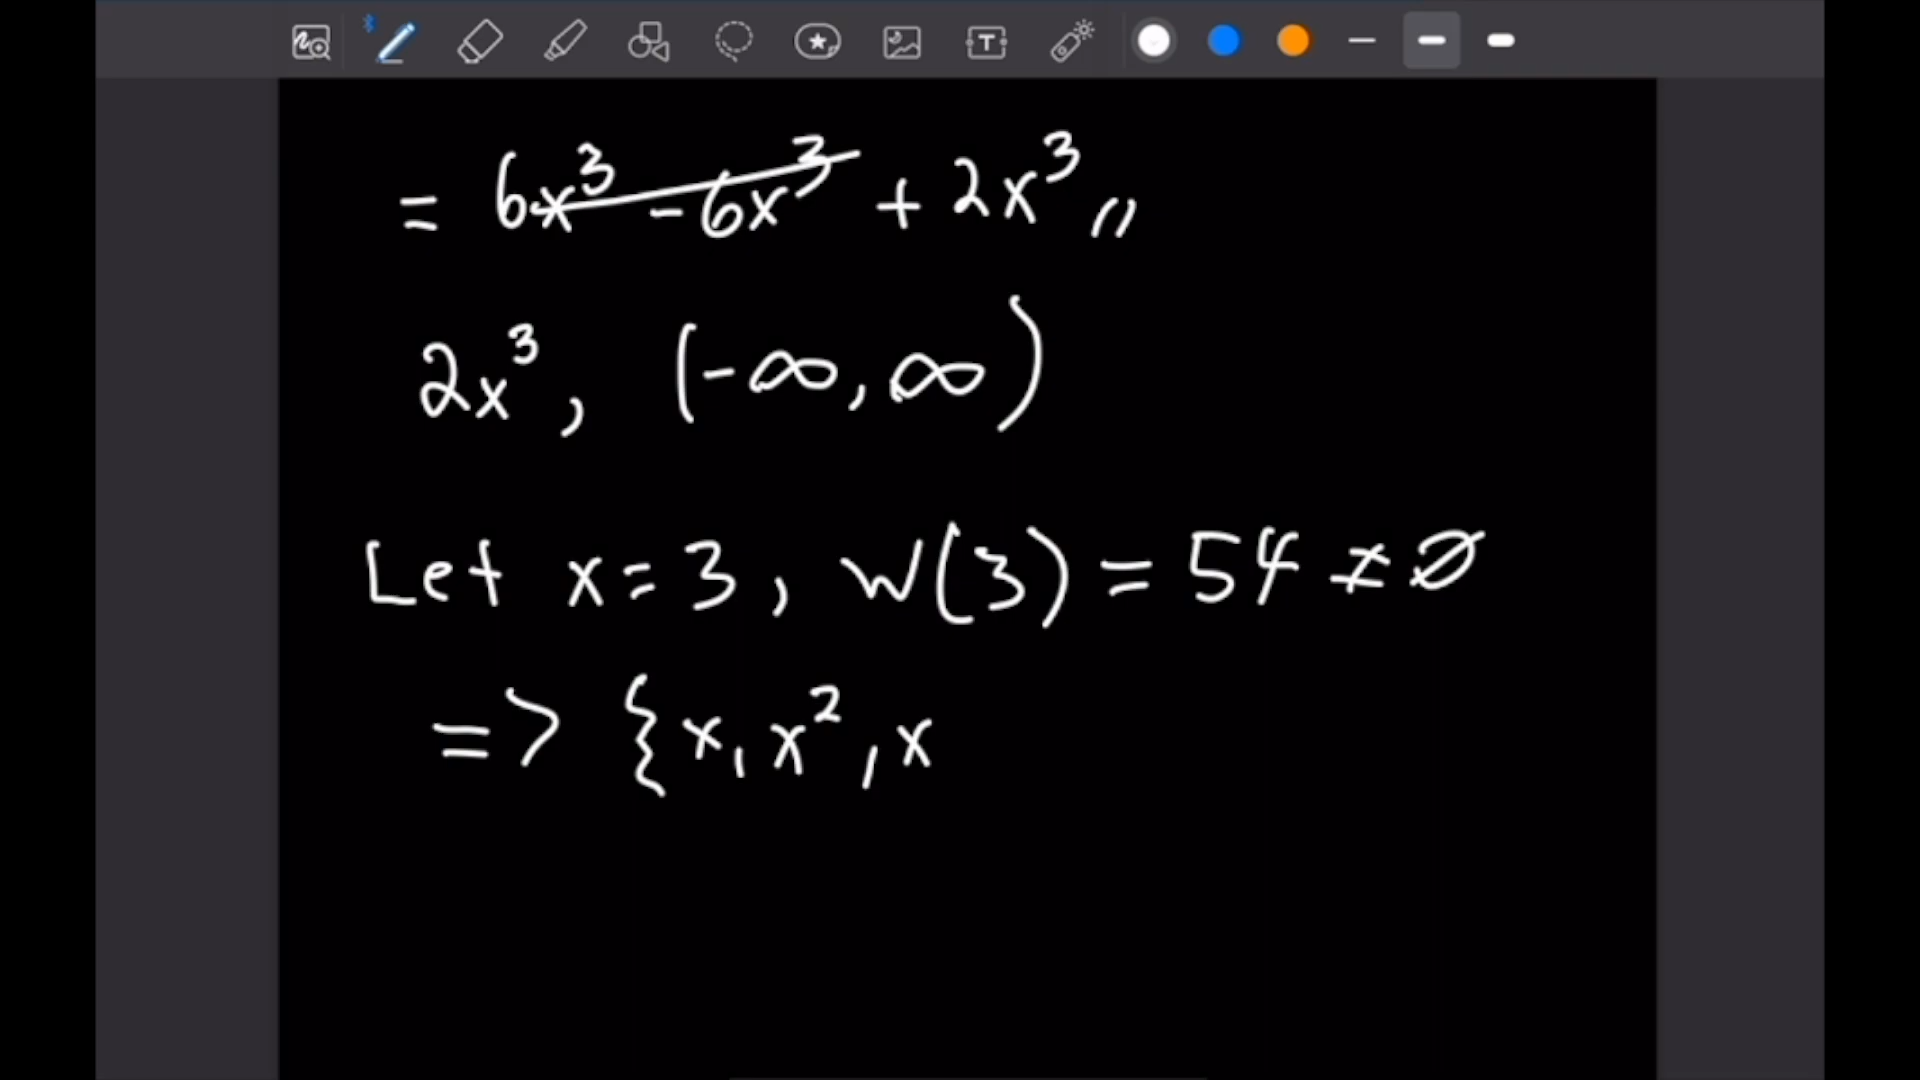 = 6x³ - 6x³ + 2x³ ,,
2x³, (-∞, ∞)
Let x = 3, W(3) = 54 ≠ 0
=> {x, x², x